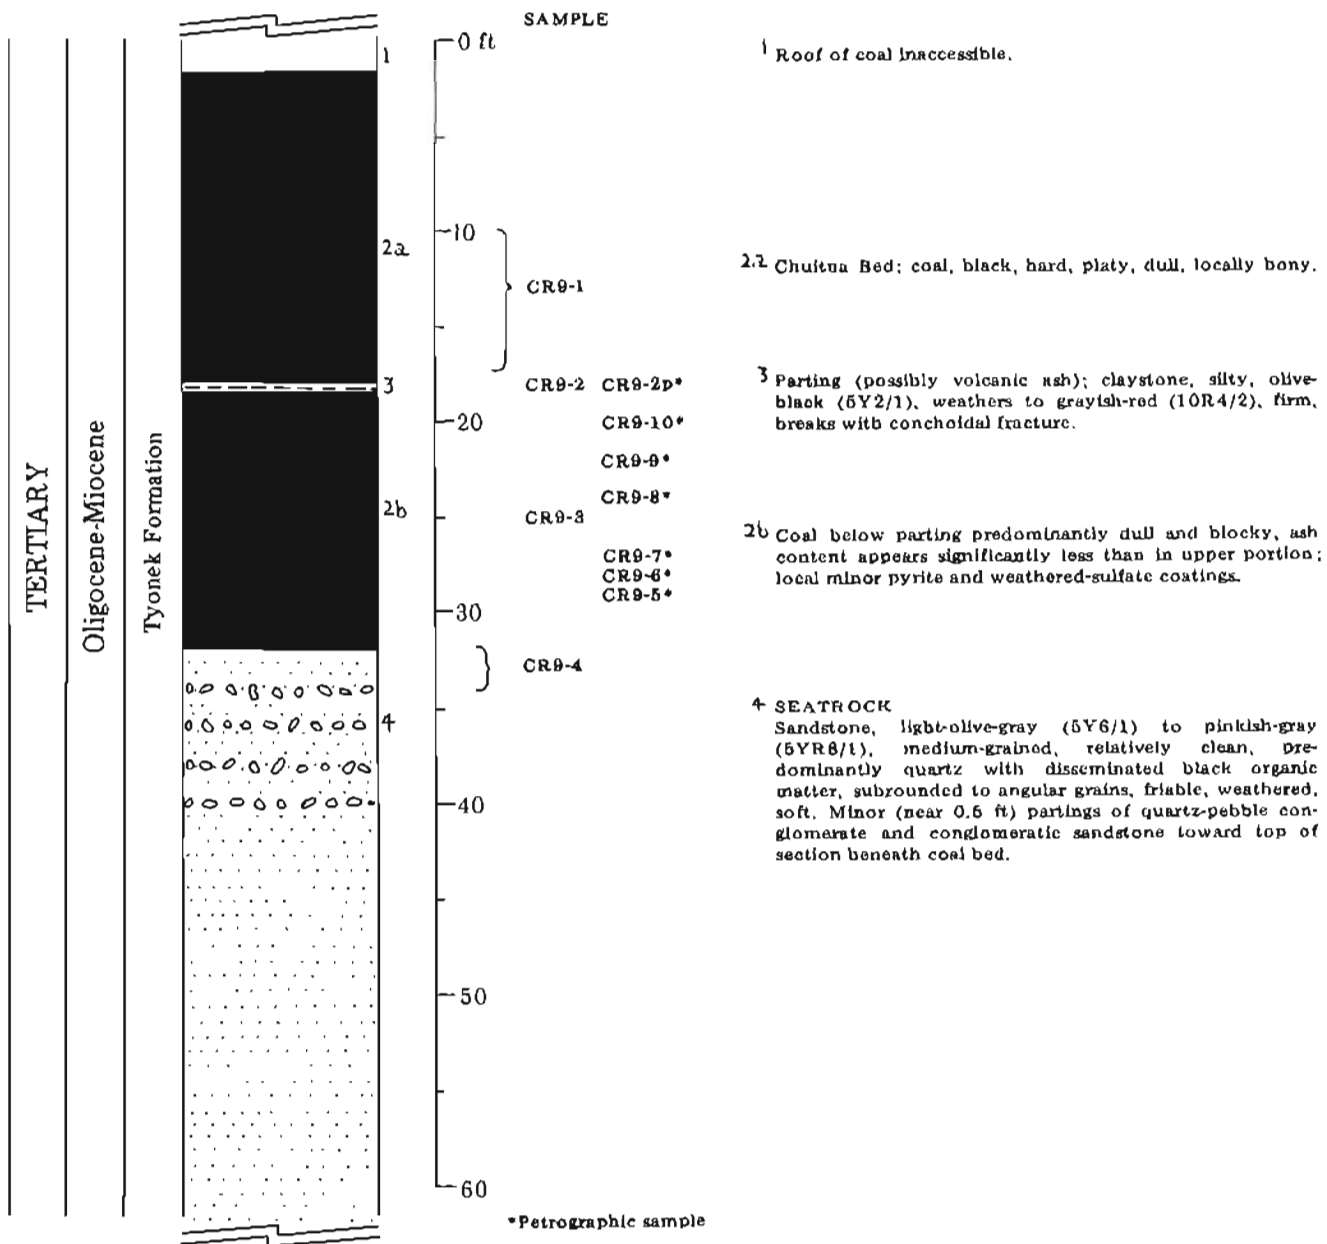 SAMPLE
0 ft
1
1 Roof of coal inaccessible.
10
2a
CR9-1
2.2 Chuitna Bed; coal, black, hard, platy, dull, locally bony.
3
CR9-2 CR9-2p*
3 Parting (possibly volcanic ash); claystone, silty, olive-
black (5Y2/1), weathers to grayish-red (10R4/2), firm,
breaks with conchoidal fracture.
20
CR9-10*
CR9-9*
CR9-8*
2b
CR9-3
2b Coal below parting predominantly dull and blocky, ash
content appears significantly less than in upper portion;
local minor pyrite and weathered-sulfate coatings.
CR9-7*
CR9-6*
CR9-5*
30
CR9-4
4
4 SEATROCK
Sandstone, light-olive-gray (5Y6/1) to pinkish-gray
(5YR8/1), medium-grained, relatively clean, pre-
dominantly quartz with disseminated black organic
matter, subrounded to angular grains, friable, weathered,
soft. Minor (near 0.5 ft) partings of quartz-pebble con-
glomerate and conglomeratic sandstone toward top of
section beneath coal bed.
40
50
60
TERTIARY
Oligocene-Miocene
Tyonek Formation
*Petrographic sample